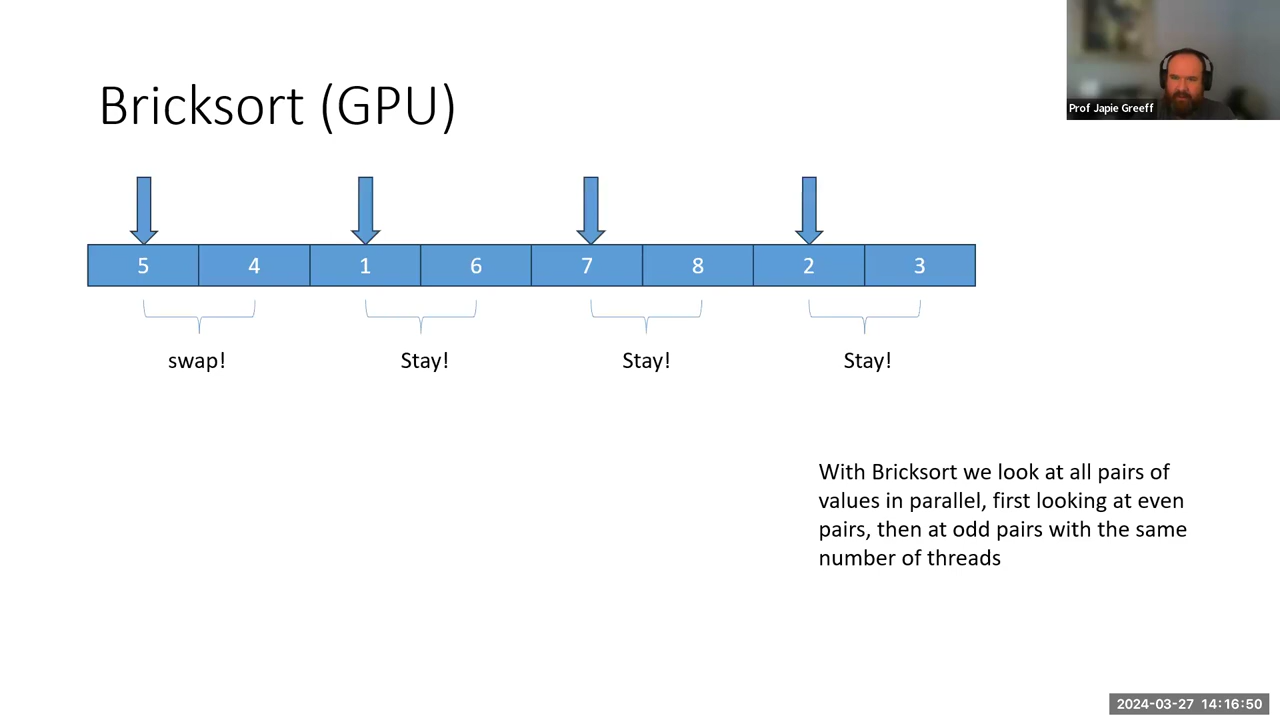 Prof Japie Greeff
Bricksort (GPU)
5 4 1 6 7 8 2 3
swap! Stay! Stay! Stay!
With Bricksort we look at all pairs of
values in parallel, first looking at even
pairs, then at odd pairs with the same
number of threads
2024-03-27 14:16:50